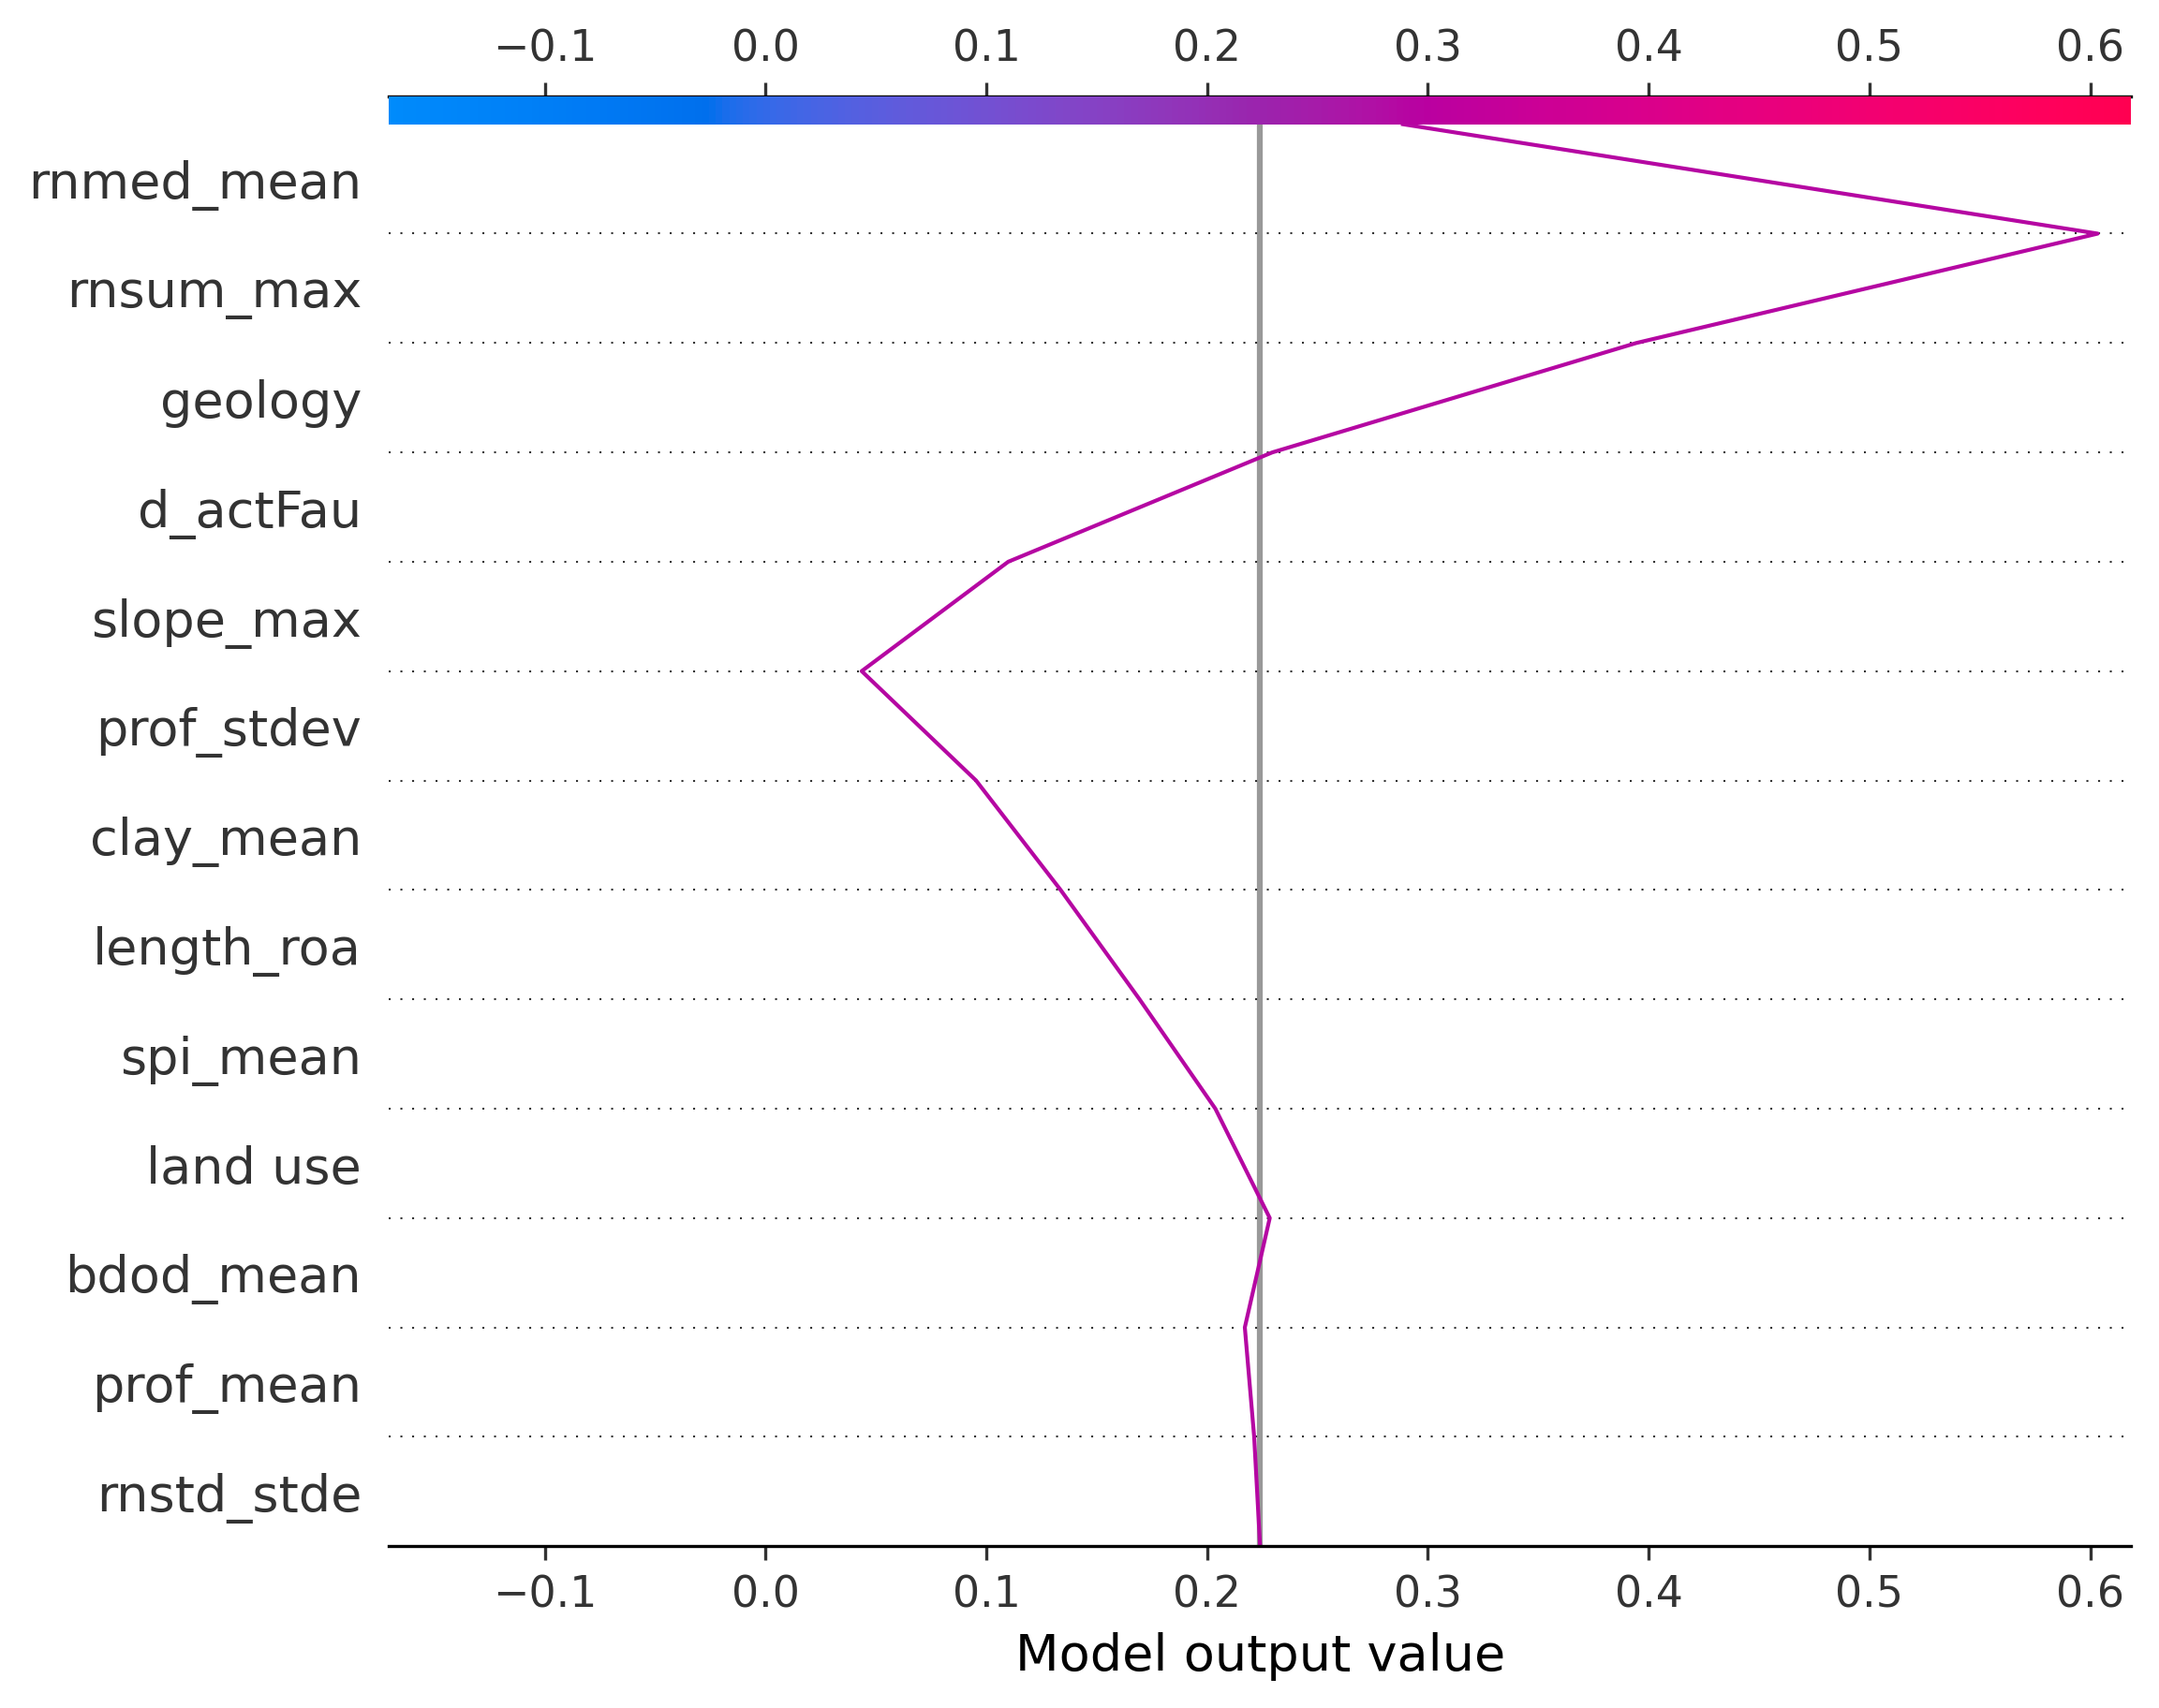 −0.1 0.0 0.1 0.2 0.3 0.4 0.5 0.6
rnmed_mean
rnsum_max
geology
d_actFau
slope_max
prof_stdev
clay_mean
length_roa
spi_mean
land use
bdod_mean
prof_mean
rnstd_stde
−0.1 0.0 0.1 0.2 0.3 0.4 0.5 0.6
Model output value